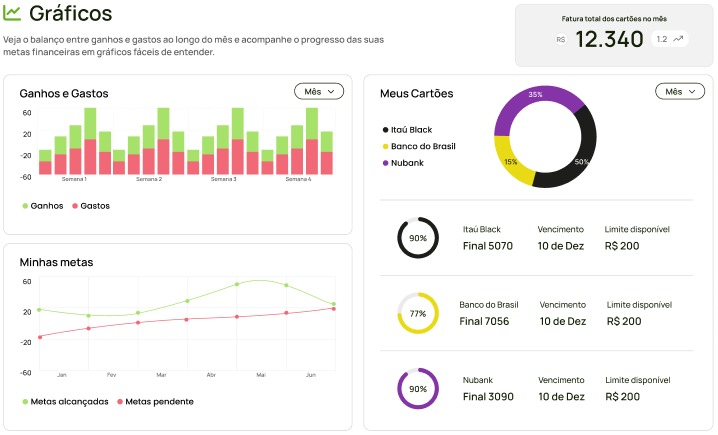 Gráficos
Veja o balanço entre ganhos e gastos ao longo do mês e acompanhe o progresso das suas
metas financeiras em gráficos fáceis de entender.
Fatura total dos cartões no mês
R$ 12.340 1.2
Ganhos e Gastos
Mês
60
20
-20
-60
Semana 1 Semana 2 Semana 3 Semana 4
Ganhos Gastos
Minhas metas
60
20
-20
-60
Jan Fev Mar Abr Mai Jun
Metas alcançadas Metas pendente
Meus Cartões
Mês
Itaú Black
Banco do Brasil
Nubank
35%
15%
50%
90%
Itaú Black Vencimento Limite disponível
Final 5070 10 de Dez R$ 200
77%
Banco do Brasil Vencimento Limite disponível
Final 7056 10 de Dez R$ 200
90%
Nubank Vencimento Limite disponível
Final 3090 10 de Dez R$ 200